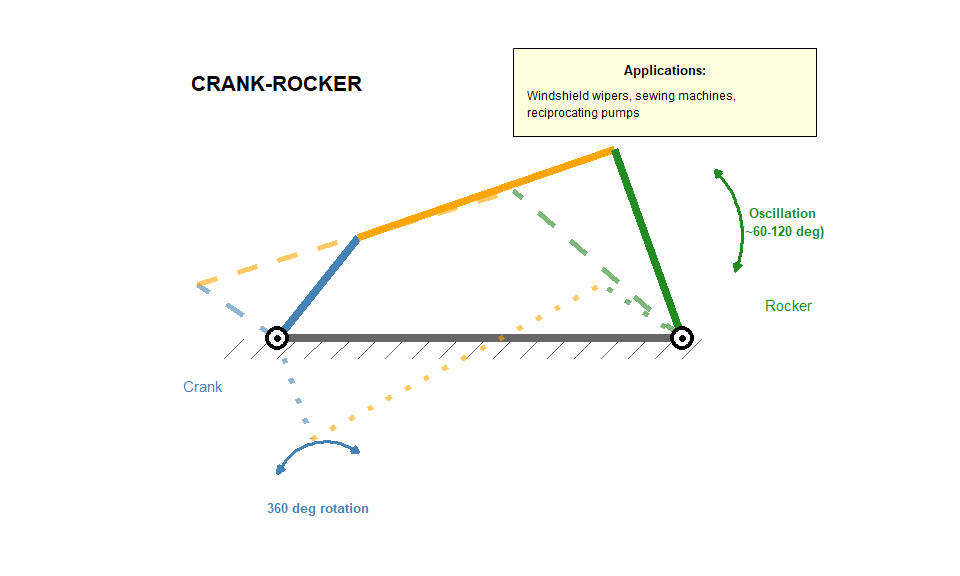 CRANK-ROCKER
Applications:
Windshield wipers, sewing machines,
reciprocating pumps
Oscillation
~60-120 deg)
Rocker
Crank
360 deg rotation